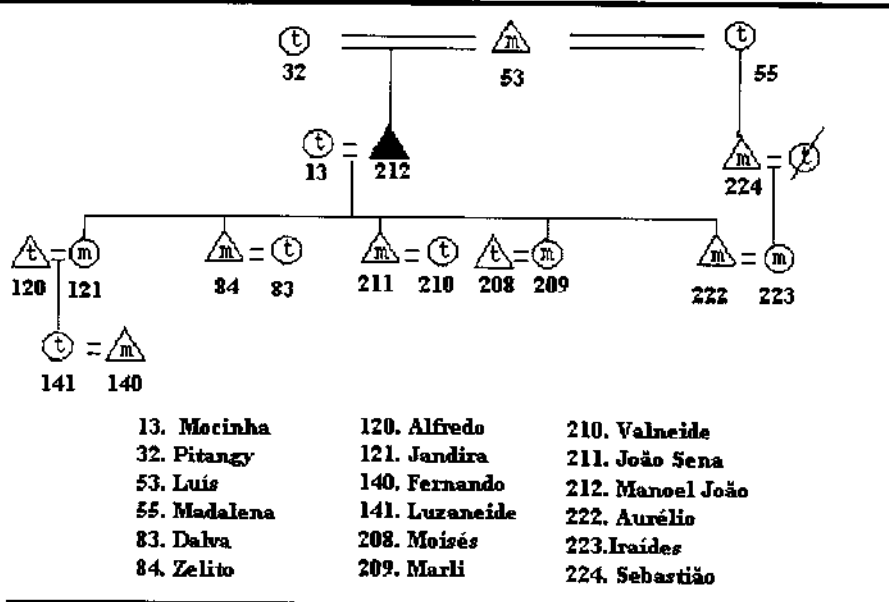 t m t
32 53 55
t m t
13 212 224
t m m t m t t m m m
120 121 84 83 211 210 208 209 222 223
t m
141 140
13. Mocinha 120. Alfredo 210. Valneide
32. Pitangy 121. Jandira 211. João Sena
53. Luís 140. Fernando 212. Manoel João
55. Madalena 141. Luzaneide 222. Aurélio
83. Dalva 208. Moisés 223.Iraídes
84. Zelito 209. Marli 224. Sebastião